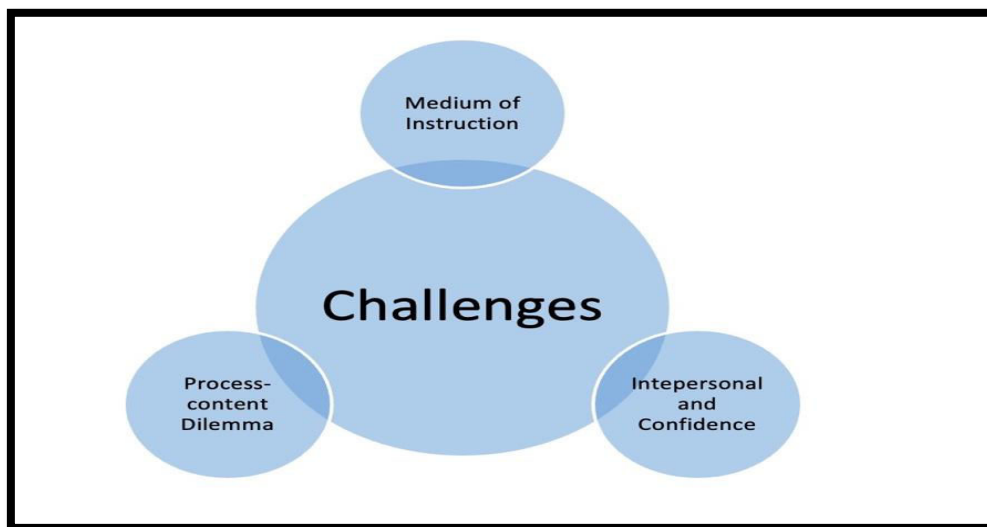 Medium of
Instruction
Challenges
Process-
content
Dilemma
Intepersonal
and
Confidence